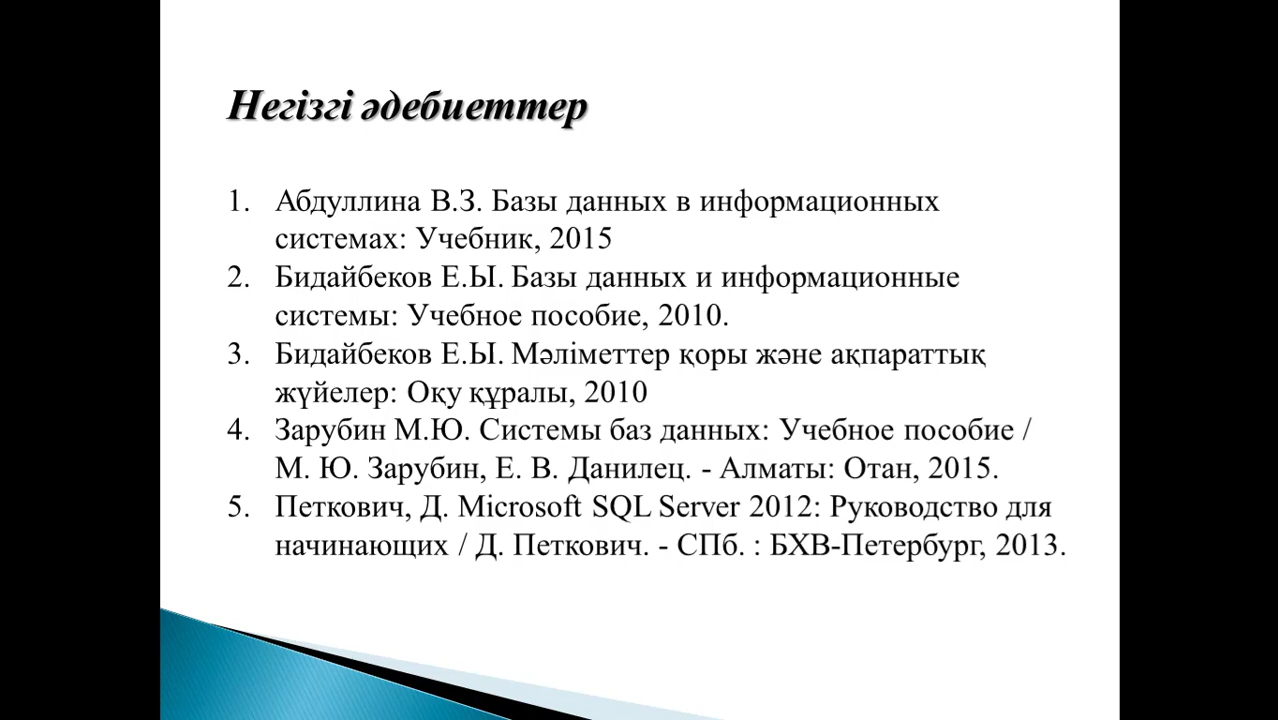 Негізгі әдебиеттер
1. Абдуллина В.З. Базы данных в информационных
системах: Учебник, 2015
2. Бидайбеков Е.Ы. Базы данных и информационные
системы: Учебное пособие, 2010.
3. Бидайбеков Е.Ы. Мәліметтер қоры және ақпараттық
жүйелер: Оқу құралы, 2010
4. Зарубин М.Ю. Системы баз данных: Учебное пособие /
М. Ю. Зарубин, Е. В. Данилец. - Алматы: Отан, 2015.
5. Петкович, Д. Microsoft SQL Server 2012: Руководство для
начинающих / Д. Петкович. - СПб. : БХВ-Петербург, 2013.